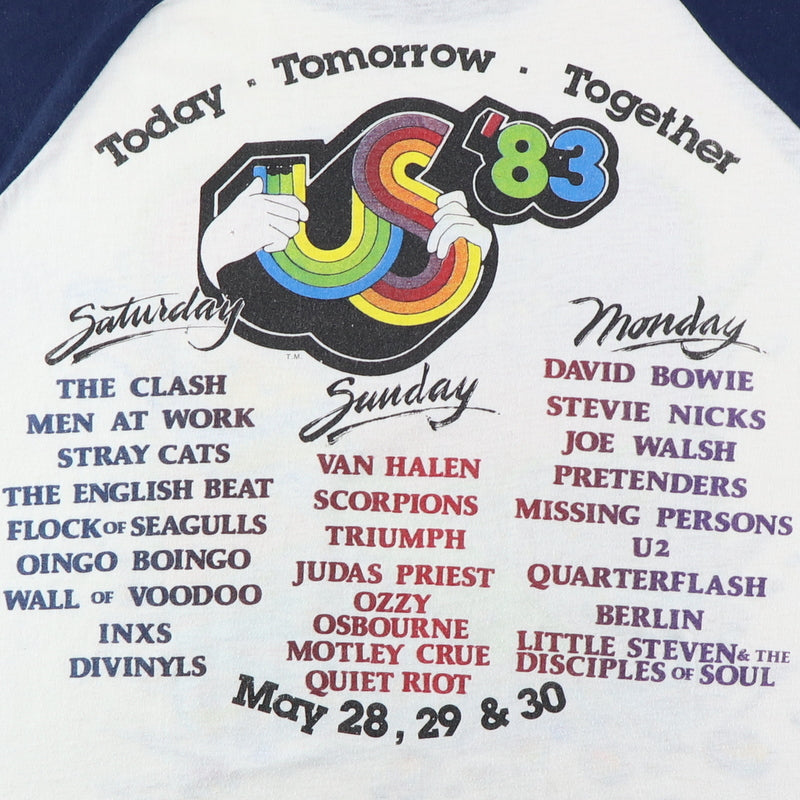 Today · Tomorrow · Together
US '83
T.M.
Saturday
THE CLASH
MEN AT WORK
STRAY CATS
THE ENGLISH BEAT
FLOCK OF SEAGULLS
OINGO BOINGO
WALL OF VOODOO
INXS
DIVINYLS
Sunday
VAN HALEN
SCORPIONS
TRIUMPH
JUDAS PRIEST
OZZY
OSBOURNE
MOTLEY CRUE
QUIET RIOT
Monday
DAVID BOWIE
STEVIE NICKS
JOE WALSH
PRETENDERS
MISSING PERSONS
U2
QUARTERFLASH
BERLIN
LITTLE STEVEN & THE
DISCIPLES OF SOUL
May 28, 29 & 30